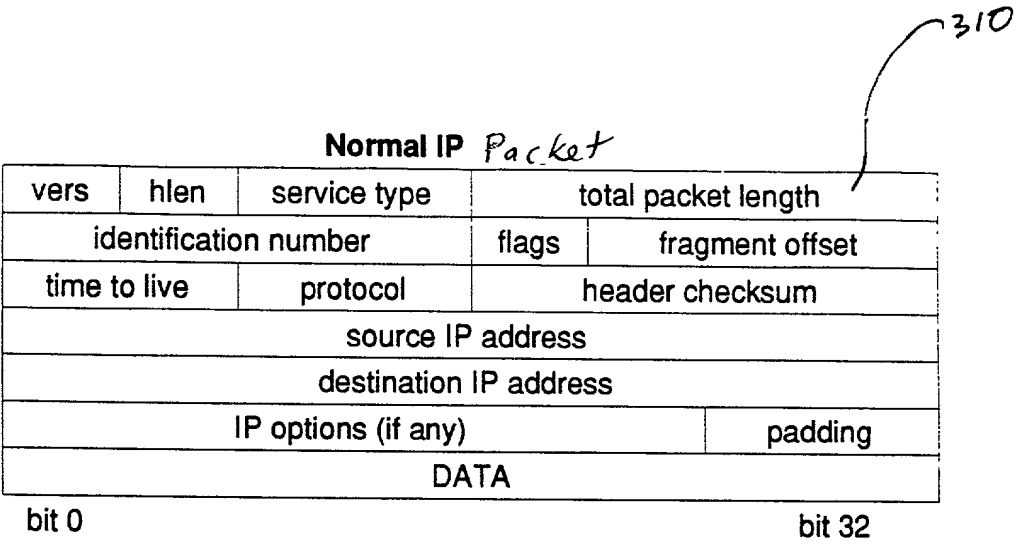 310
Normal IP Packet
vers hlen service type total packet length
identification number flags fragment offset
time to live protocol header checksum
source IP address
destination IP address
IP options (if any) padding
DATA
bit 0 bit 32